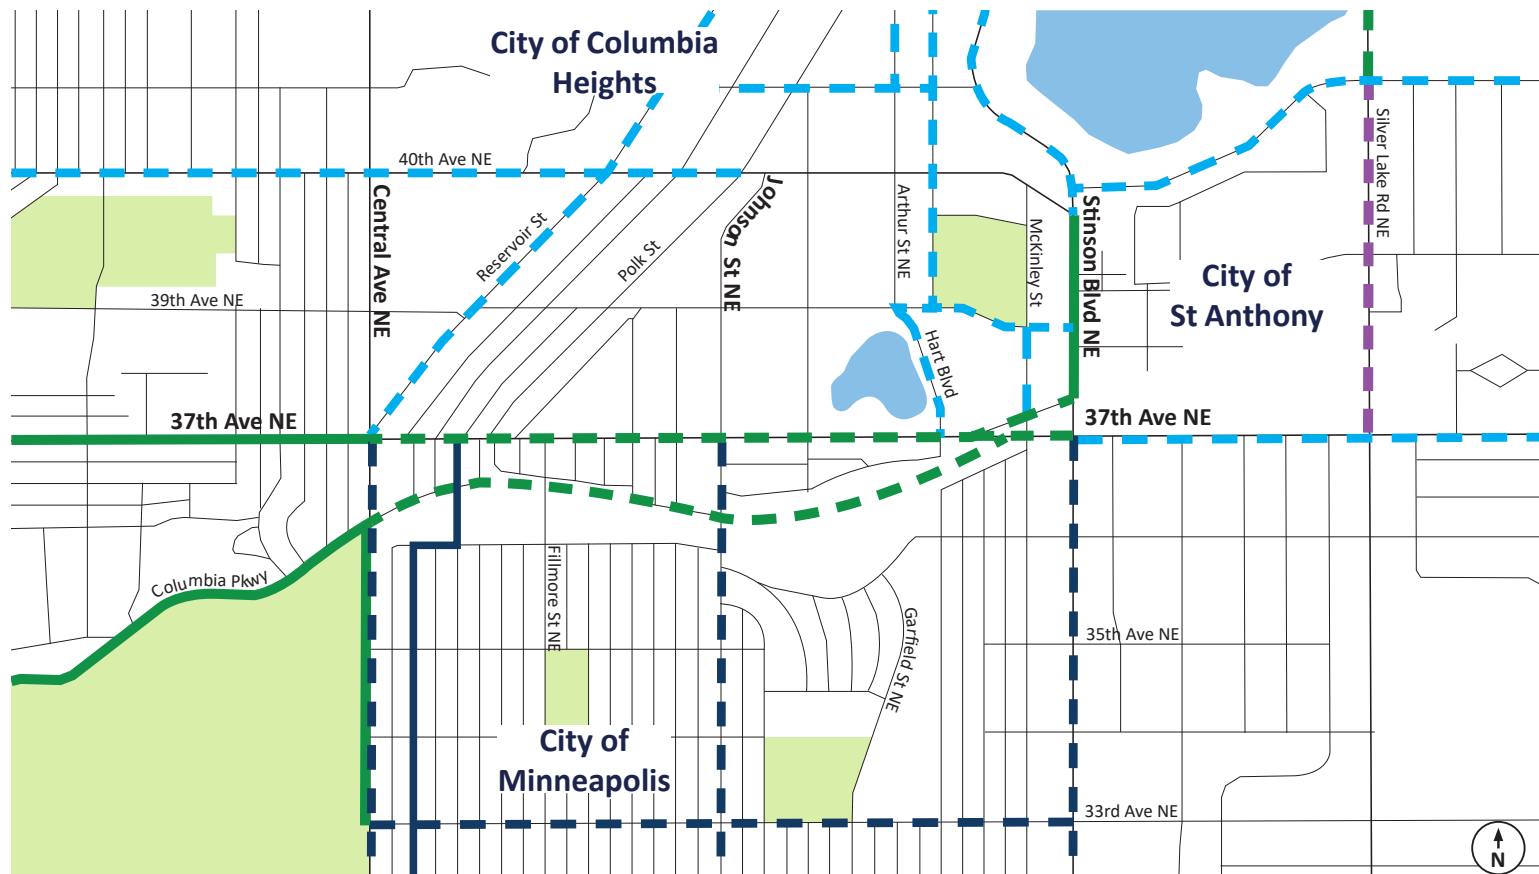 City of Columbia
Heights
40th Ave NE
Central Ave NE
Reservoir St
Polk St
Johnson St NE
Arthur St NE
McKinley St
Stinson Blvd NE
Silver Lake Rd NE
City of
St Anthony
39th Ave NE
Hart Blvd
37th Ave NE
37th Ave NE
Columbia Pkwy
Fillmore St NE
Garfield St NE
35th Ave NE
City of
Minneapolis
33rd Ave NE
N